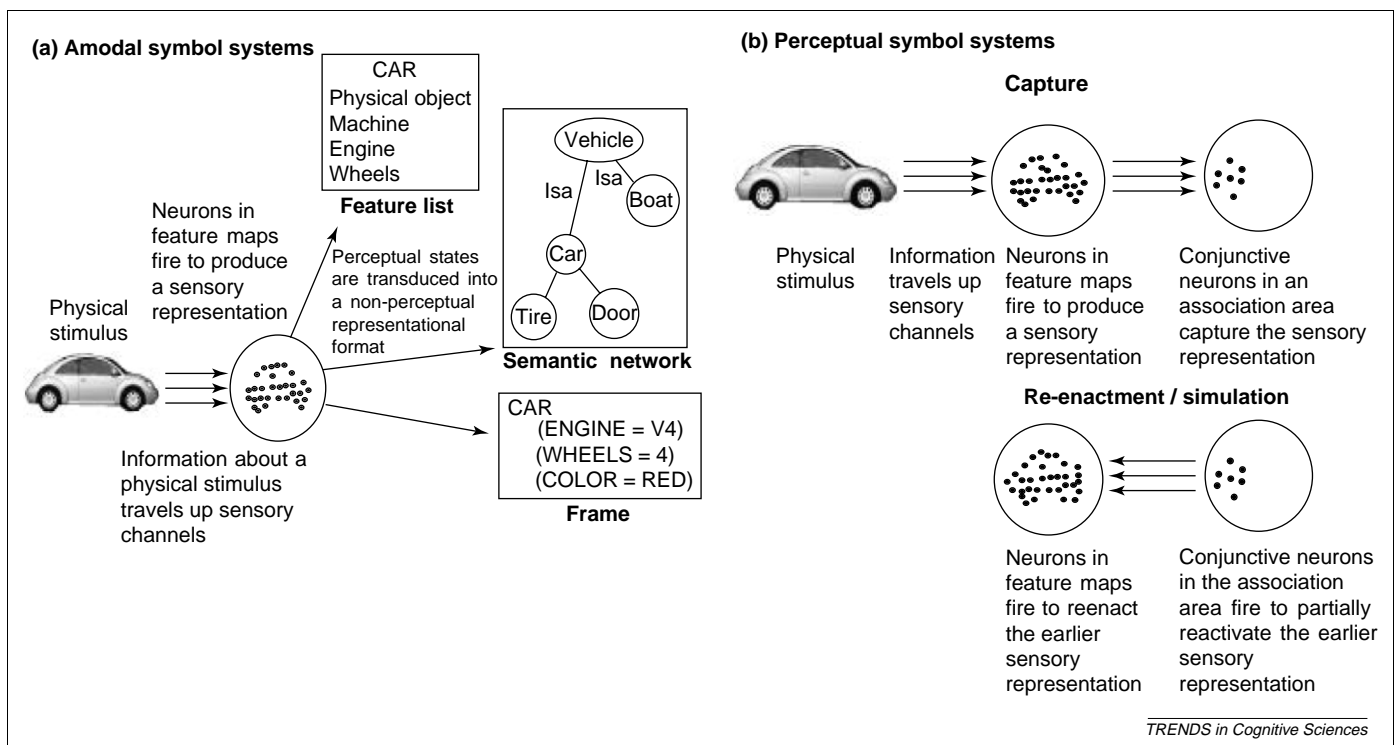 (a) Amodal symbol systems
CAR
Physical object
Machine
Engine
Wheels
Feature list
Vehicle
Isa
Isa
Boat
Car
Tire
Door
Semantic network
Neurons in
feature maps
fire to produce
a sensory
representation
Perceptual states
are transduced into
a non-perceptual
representational
format
Physical
stimulus
Information about a
physical stimulus
travels up sensory
channels
CAR
(ENGINE = V4)
(WHEELS = 4)
(COLOR = RED)
Frame
(b) Perceptual symbol systems
Capture
Physical
stimulus
Information
travels up
sensory
channels
Neurons in
feature maps
fire to produce
a sensory
representation
Conjunctive
neurons in an
association area
capture the sensory
representation
Re-enactment / simulation
Neurons in
feature maps
fire to reenact
the earlier
sensory
representation
Conjunctive neurons
in the association
area fire to partially
reactivate the earlier
sensory
representation
TRENDS in Cognitive Sciences